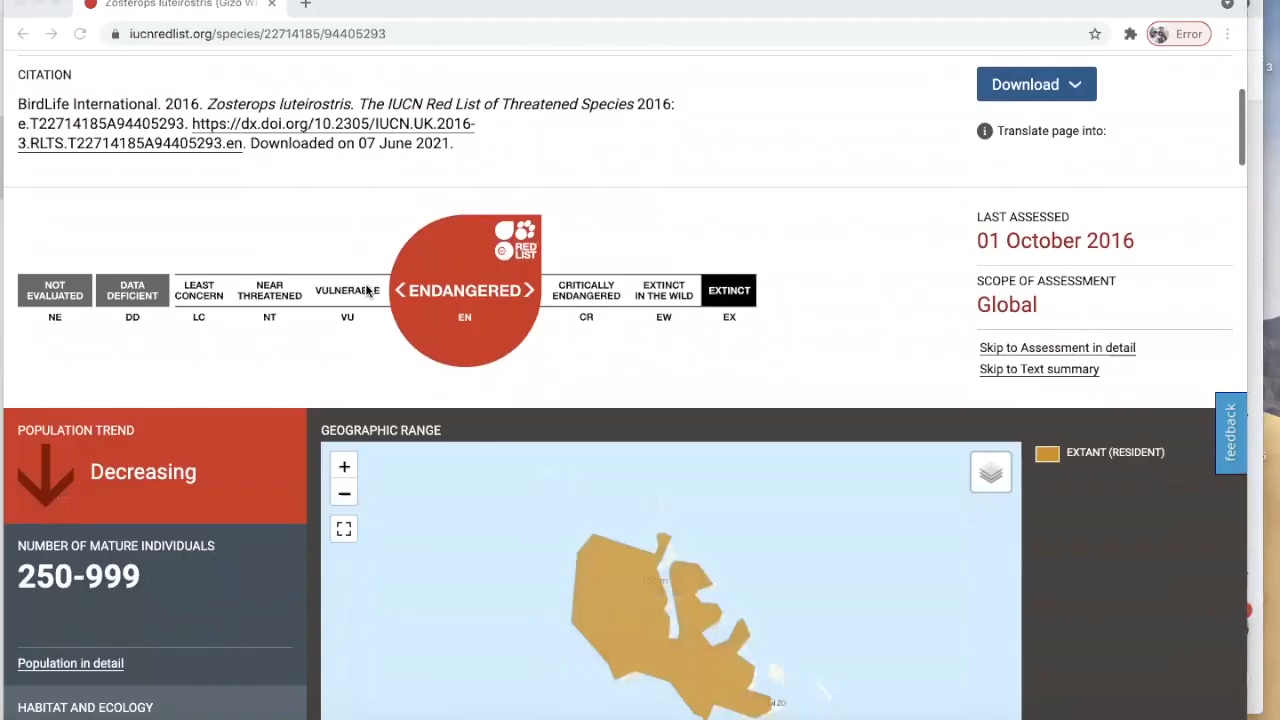 Zosterops luteirostris (Gizo W
iucnredlist.org/species/22714185/94405293
Error
CITATION
BirdLife International. 2016. Zosterops luteirostris. The IUCN Red List of Threatened Species 2016:
e.T22714185A94405293. https://dx.doi.org/10.2305/IUCN.UK.2016-
3.RLTS.T22714185A94405293.en. Downloaded on 07 June 2021.
Download
Translate page into:
RED
LIST
NOT
EVALUATED
NE
DATA
DEFICIENT
DD
LEAST
CONCERN
LC
NEAR
THREATENED
NT
VULNERABLE
VU
<ENDANGERED>
EN
CRITICALLY
ENDANGERED
CR
EXTINCT
IN THE WILD
EW
EXTINCT
EX
LAST ASSESSED
01 October 2016
SCOPE OF ASSESSMENT
Global
Skip to Assessment in detail
Skip to Text summary
feedback
POPULATION TREND
Decreasing
NUMBER OF MATURE INDIVIDUALS
250-999
Population in detail
HABITAT AND ECOLOGY
GEOGRAPHIC RANGE
+
−
Gizo
EXTANT (RESIDENT)